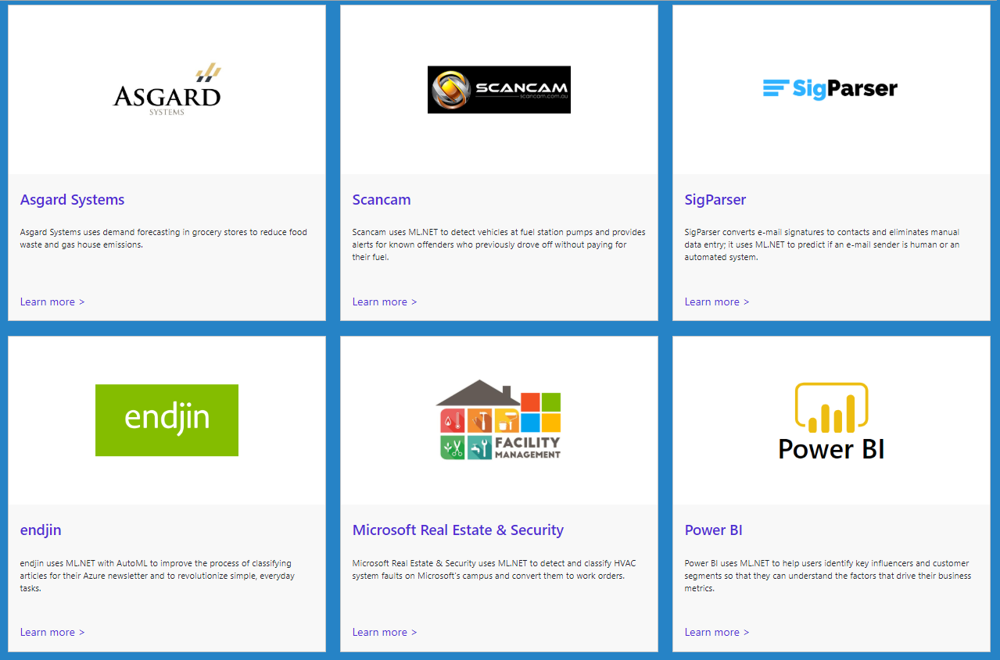 ASGARD
SYSTEMS
SCANCAM
scancam.com.au
SigParser
Asgard Systems
Asgard Systems uses demand forecasting in grocery stores to reduce food
waste and gas house emissions.
Learn more >
Scancam
Scancam uses ML.NET to detect vehicles at fuel station pumps and provides
alerts for known offenders who previously drove off without paying for
their fuel.
Learn more >
SigParser
SigParser converts e-mail signatures to contacts and eliminates manual
data entry; it uses ML.NET to predict if an e-mail sender is human or an
automated system.
Learn more >
endjin
FACILITY
MANAGEMENT
Power BI
endjin
endjin uses ML.NET with AutoML to improve the process of classifying
articles for their Azure newsletter and to revolutionize simple, everyday
tasks.
Learn more >
Microsoft Real Estate & Security
Microsoft Real Estate & Security uses ML.NET to detect and classify HVAC
system faults on Microsoft's campus and convert them to work orders.
Learn more >
Power BI
Power BI uses ML.NET to help users identify key influencers and customer
segments so that they can understand the factors that drive their business
metrics.
Learn more >